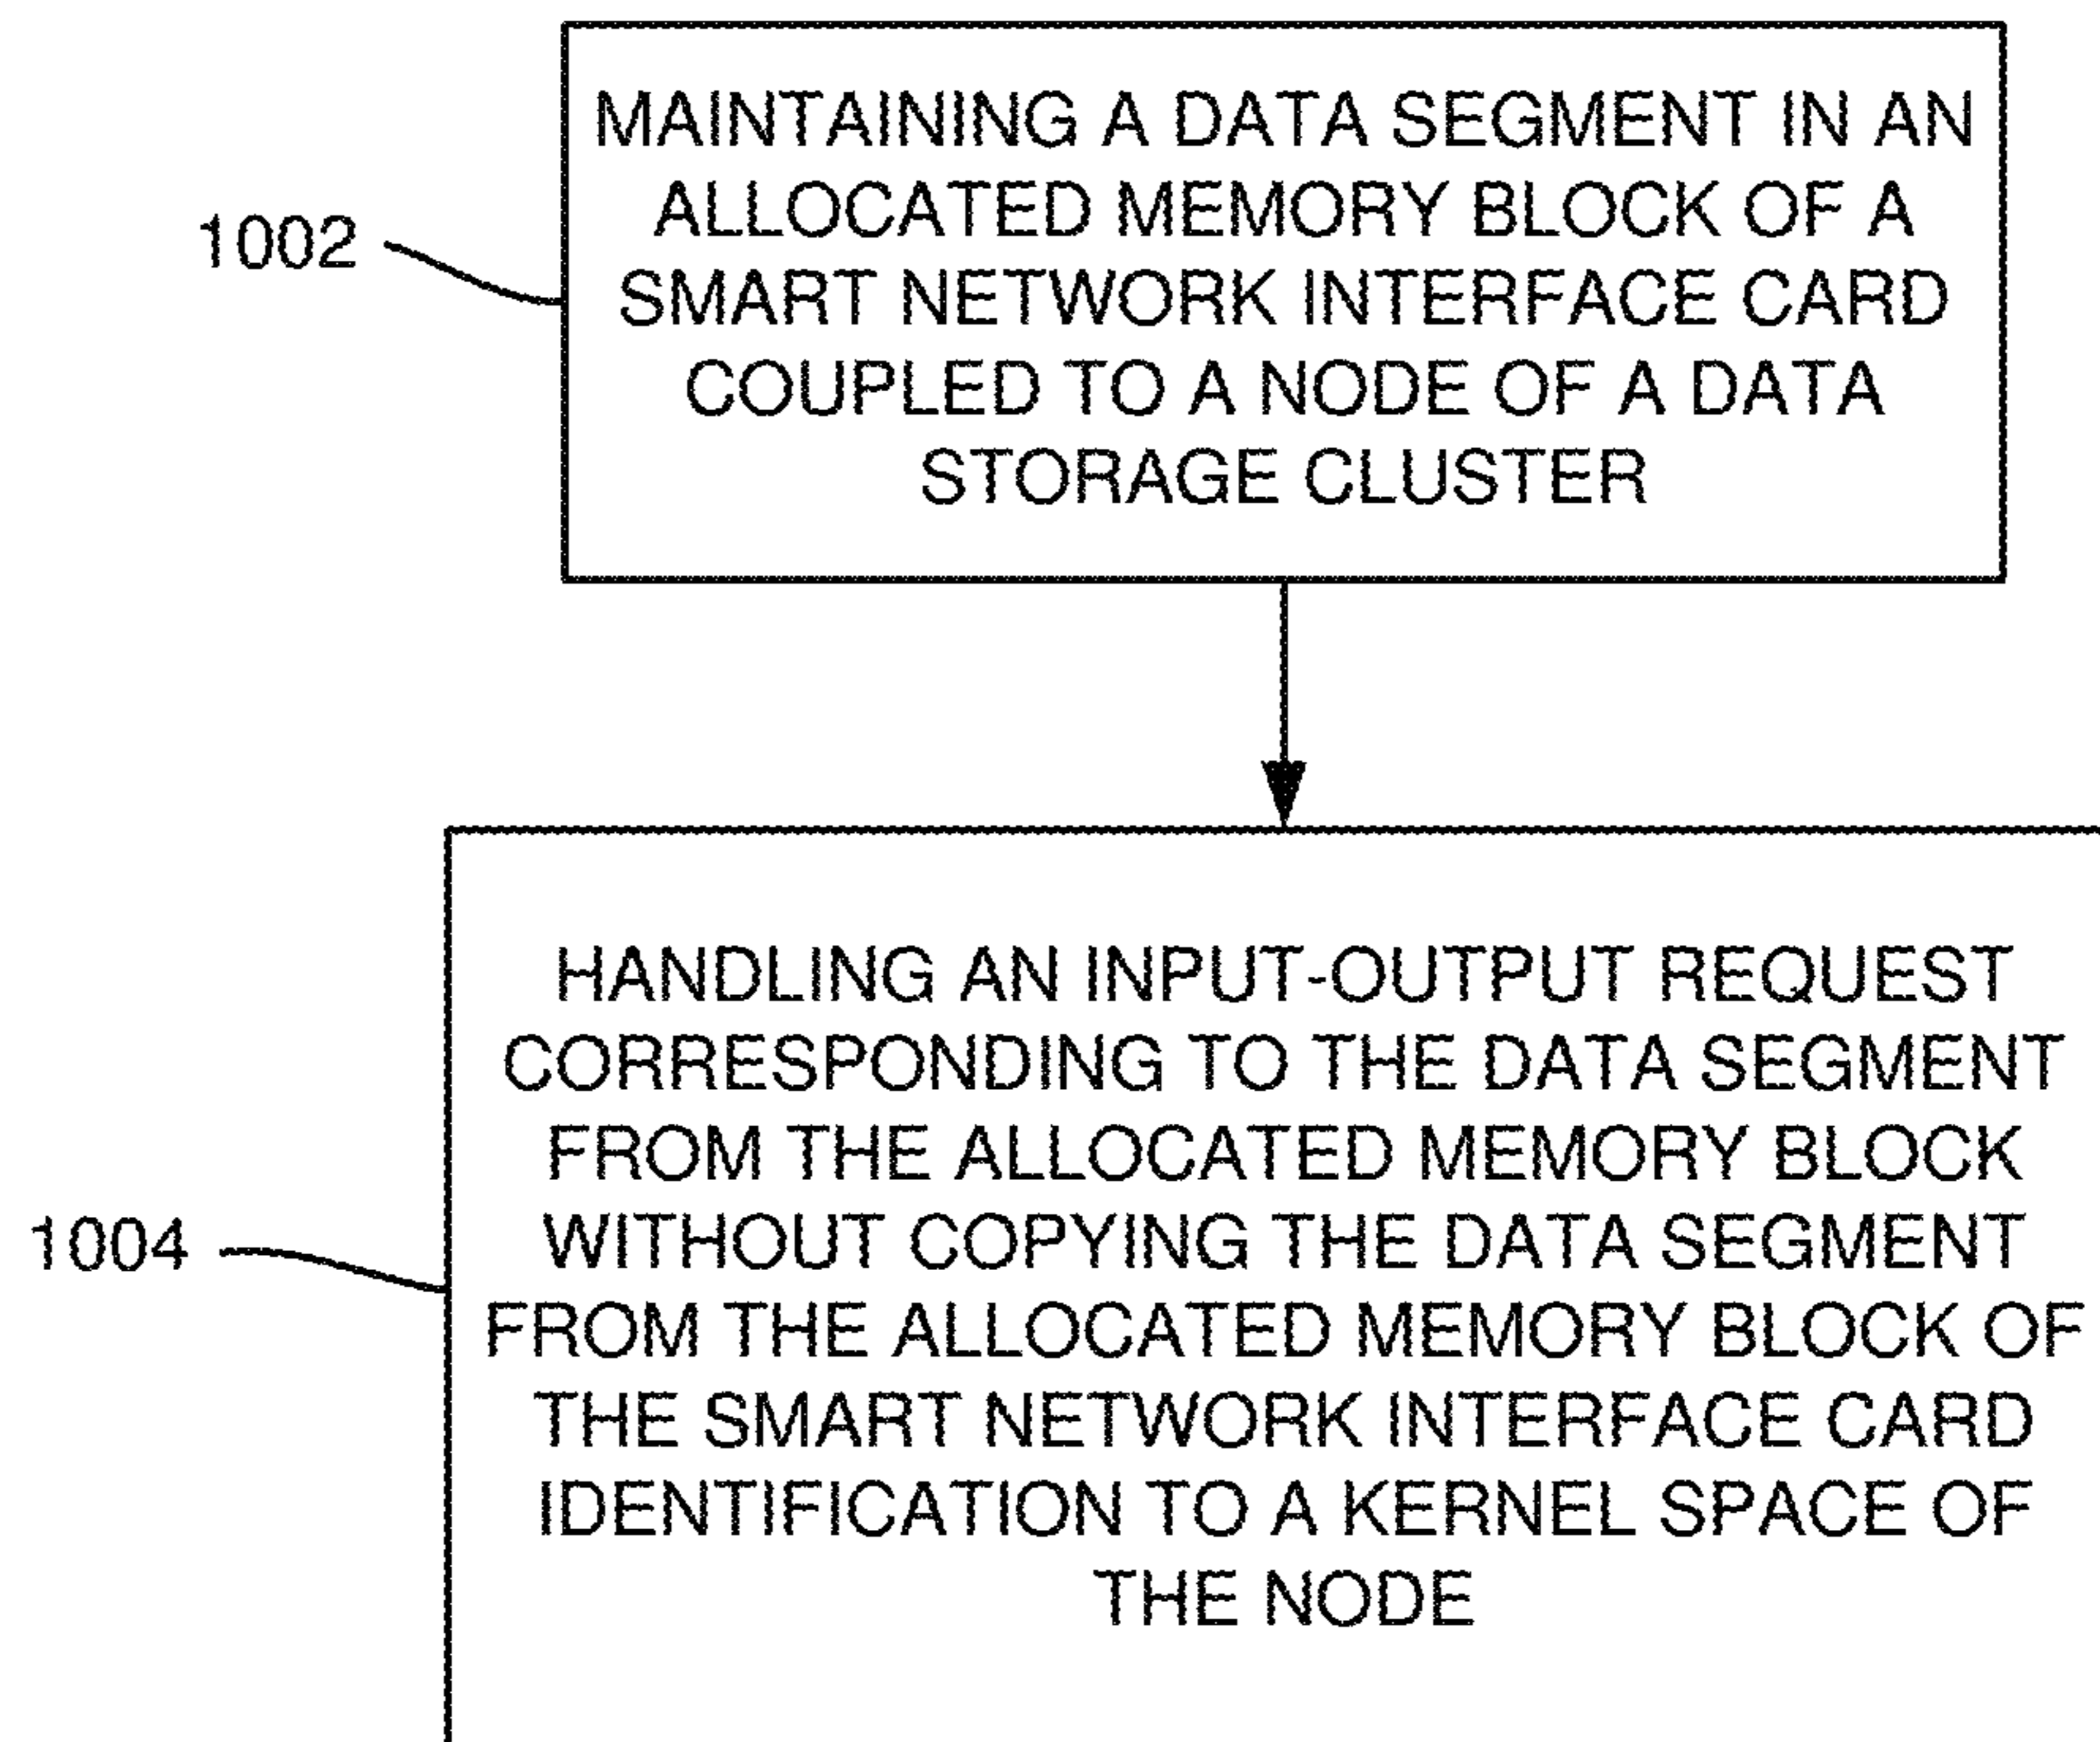 MAINTAINING A DATA SEGMENT IN AN
ALLOCATED MEMORY BLOCK OF A
1002
SMART NETWORK INTERFACE CARD
COUPLED TO A NODE OF A DATA
STORAGE CLUSTER
HANDLING AN INPUT-OUTPUT REQUEST
CORRESPONDING TO THE DATA SEGMENT
FROM THE ALLOCATED MEMORY BLOCK
WITHOUT COPYING THE DATA SEGMENT
1004
FROM THE ALLOCATED MEMORY BLOCK OF
THE SMART NETWORK INTERFACE CARD
IDENTIFICATION TO A KERNEL SPACE OF
THE NODE